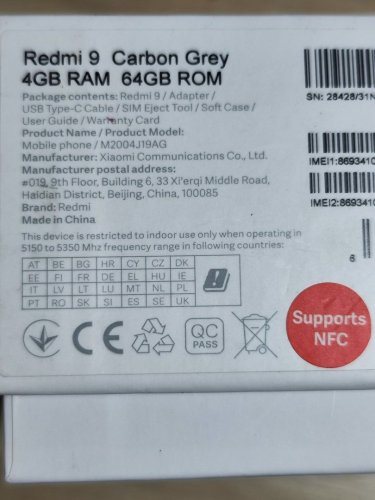 Redmi 9 Carbon Grey
4GB RAM 64GB ROM
Package contents: Redmi 9 / Adapter /
USB Type-C Cable / SIM Eject Tool / Soft Case /
User Guide / Warranty Card
Product Name / Product Model:
Mobile phone / M2004J19AG
Manufacturer: Xiaomi Communications Co., Ltd.
Manufacturer postal address:
#019, 9th Floor, Building 6, 33 Xi'erqi Middle Road,
Haidian District, Beijing, China, 100085
Brand: Redmi
Made in China
This device is restricted to indoor use only when operating in
5150 to 5350 Mhz frequency range in following countries:
AT BE BG HR CY CZ DK
EE FI FR DE EL HU IE
IT LV LT LU MT NL PL
PT RO SK SI ES SE UK
CE
QC
PASS
SN: 28428/31N
IMEI1:8693410
IMEI2:8693410
6
Supports
NFC